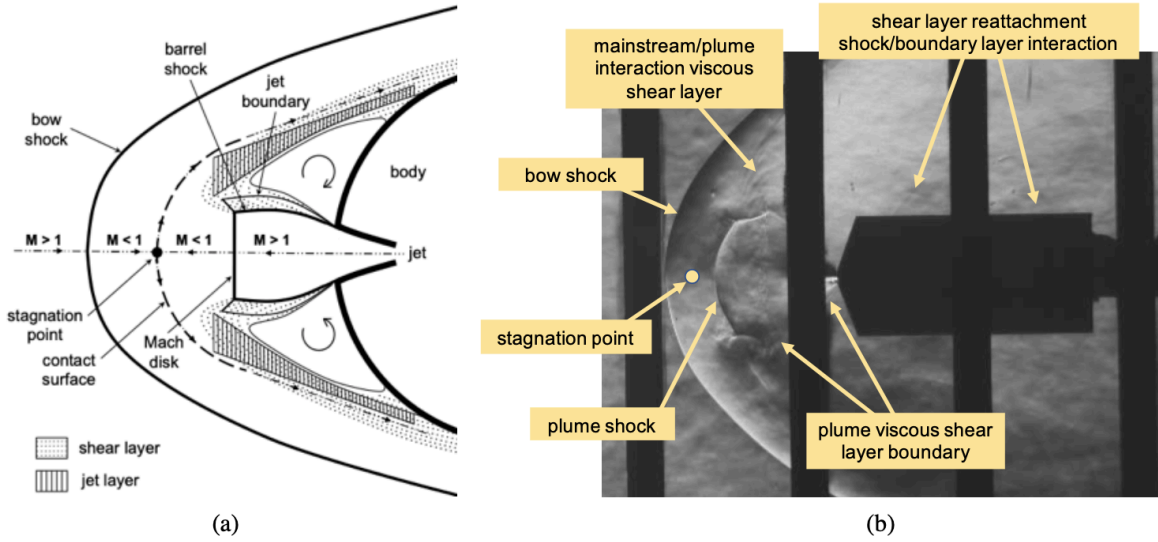 barrel
shock
jet
boundary
bow
shock
body
M > 1
M < 1
M < 1
M > 1
jet
stagnation
point
contact
surface
Mach
disk
shear layer
jet layer
(a)
mainstream/plume
interaction viscous
shear layer
shear layer reattachment
shock/boundary layer interaction
bow shock
stagnation point
plume shock
plume viscous shear
layer boundary
(b)